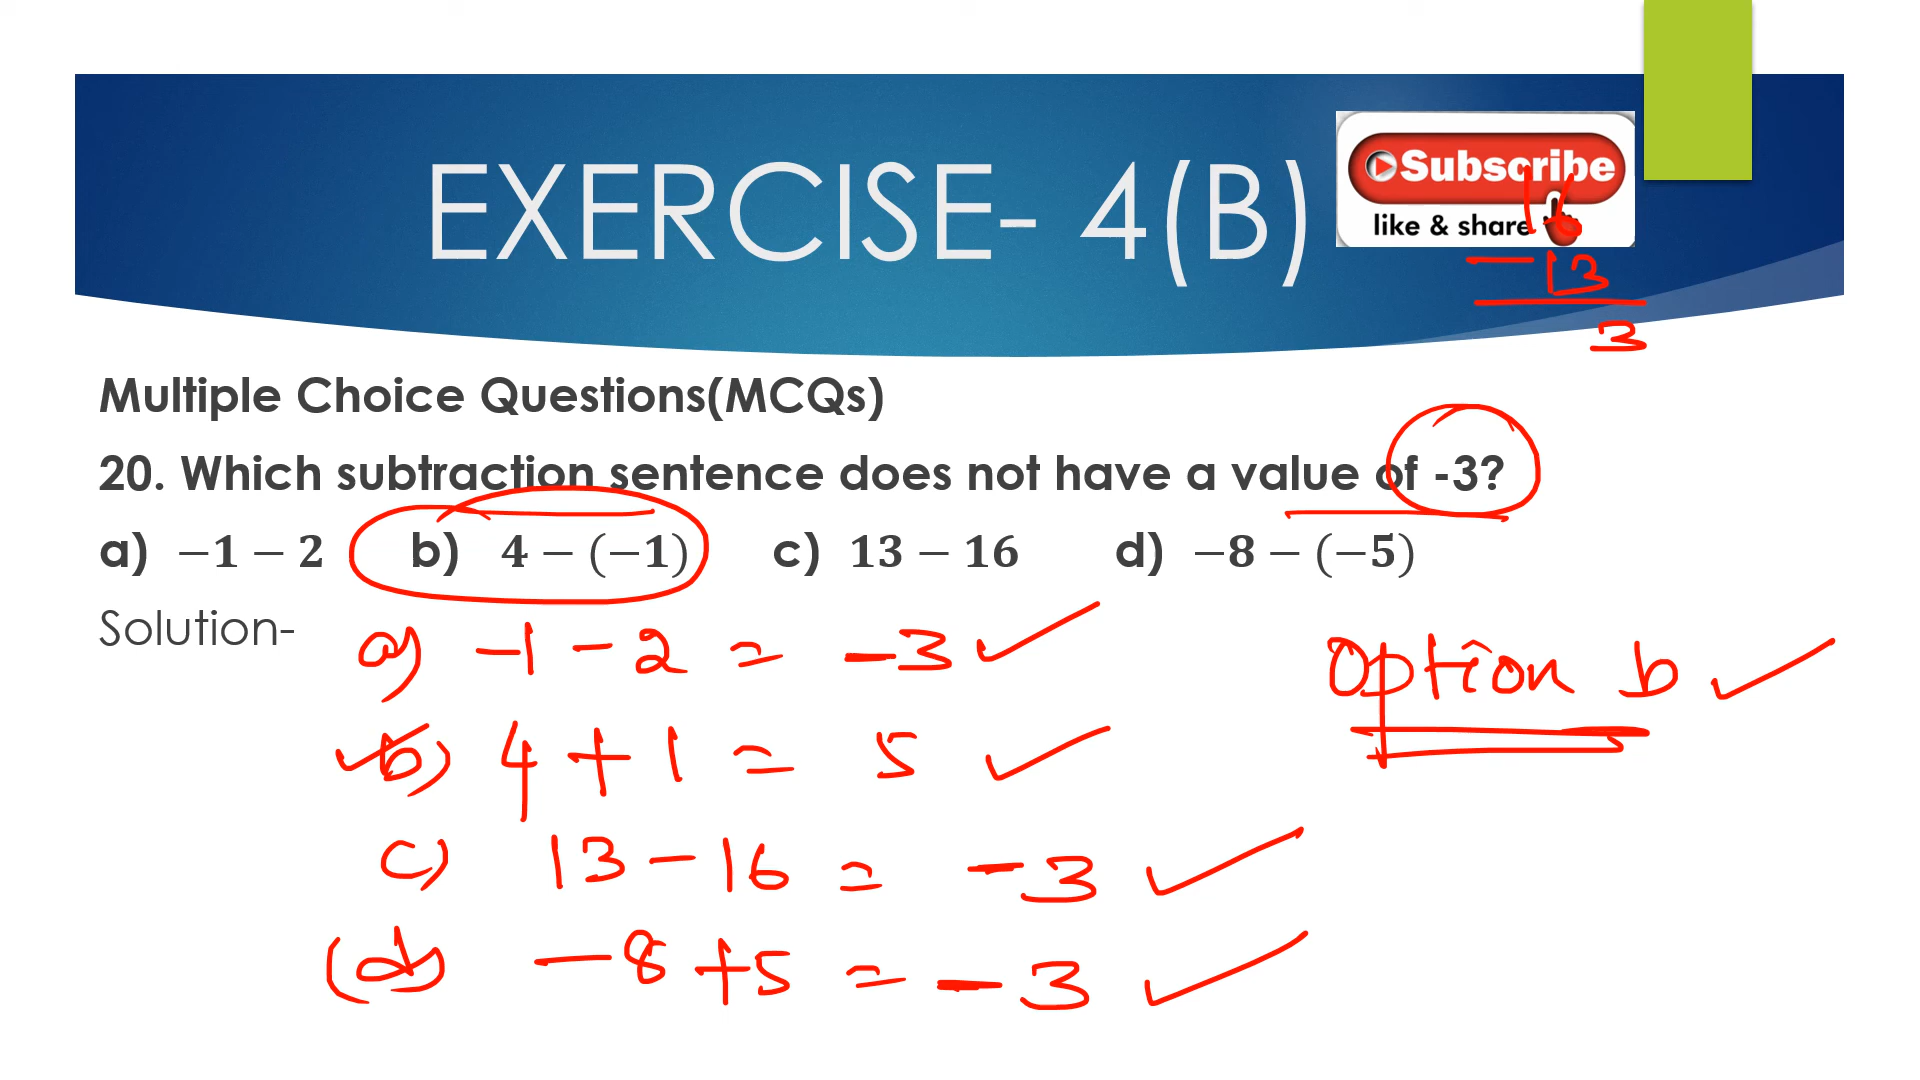 EXERCISE- 4(B)
Subscribe
like & share
16
-13
3
Multiple Choice Questions(MCQs)
20. Which subtraction sentence does not have a value of -3?
a) −1 − 2 b) 4 − (−1) c) 13 − 16 d) −8 − (−5)
Solution-
a) -1 - 2 = -3 ✓
Option b ✓
✓b) 4 + 1 = 5 ✓
c) 13 - 16 = -3 ✓
(d) -8 + 5 = -3 ✓